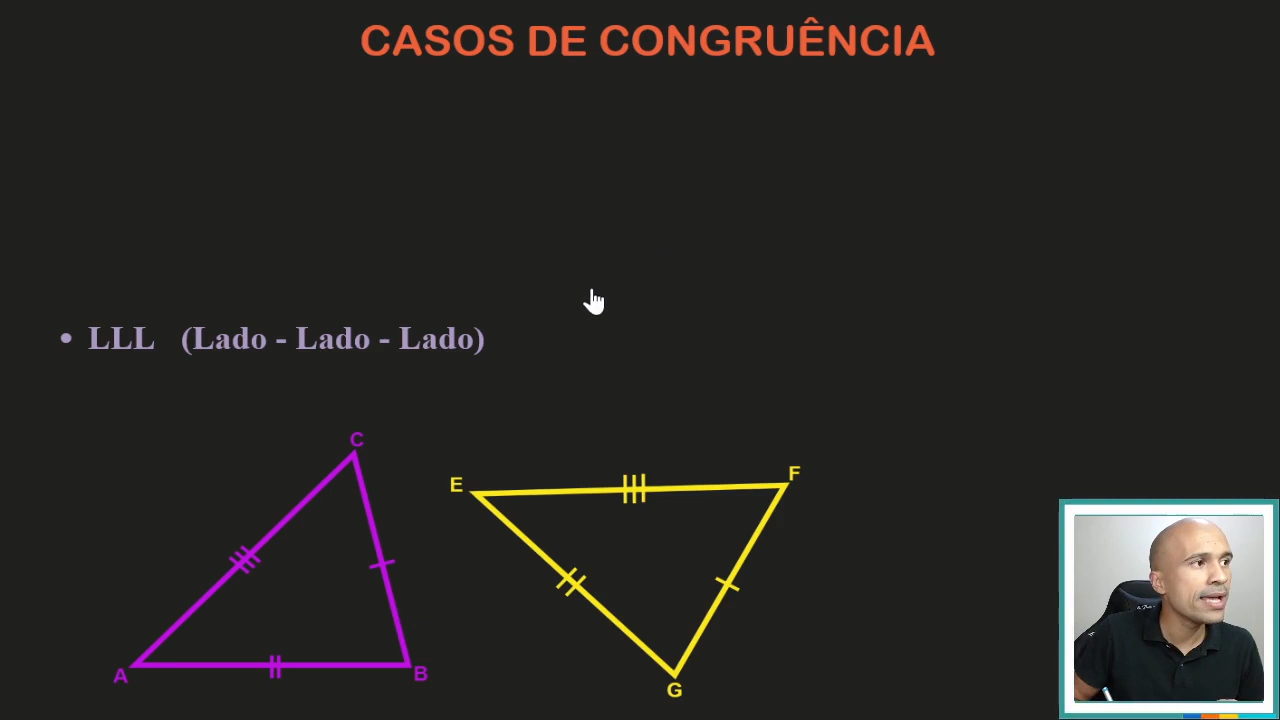 CASOS DE CONGRUÊNCIA
• LLL (Lado - Lado - Lado)
C
E
F
A
B
G